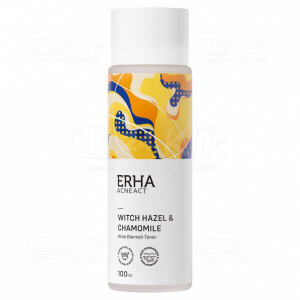 ERHA
ACNEACT
WITCH HAZEL &
CHAMOMILE
Acne Blemish Toner
100ml